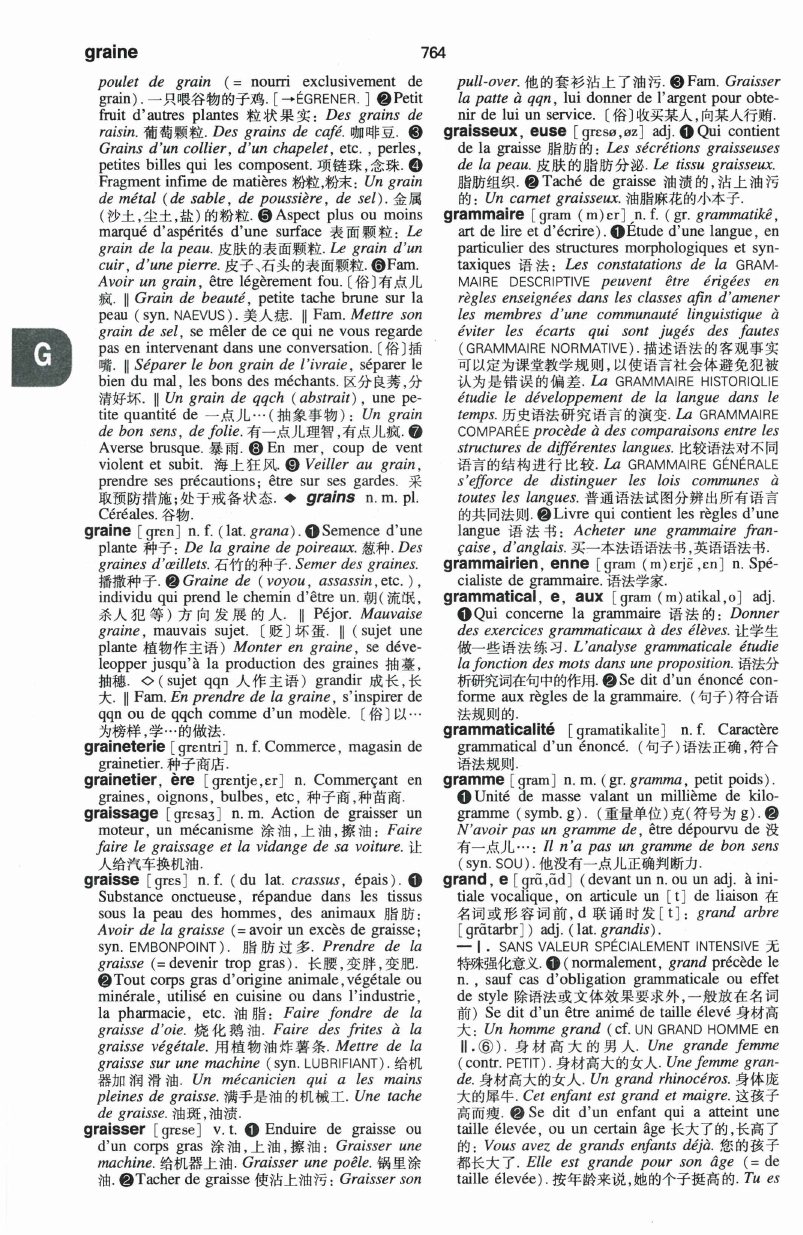 graine
764
poulet de grain (= nourri exclusivement de
grain). 一只喂谷物的子鸡. [→ÉGRENER. ] ❷Petit
fruit d'autres plantes 粒状果实: Des grains de
raisin. 葡萄颗粒. Des grains de café. 咖啡豆. ❸
Grains d'un collier, d'un chapelet, etc. , perles,
petites billes qui les composent. 项链珠,念珠. ❹
Fragment infime de matières 粉粒,粉末: Un grain
de métal (de sable, de poussière, de sel). 金属
(沙土,尘土,盐)的粉粒. ❺Aspect plus ou moins
marqué d'aspérités d'une surface 表面颗粒: Le
grain de la peau. 皮肤的表面颗粒. Le grain d'un
cuir, d'une pierre. 皮子、石头的表面颗粒. ❻Fam.
Avoir un grain, être légèrement fou. [俗]有点儿
疯. ‖ Grain de beauté, petite tache brune sur la
peau (syn. NAEVUS). 美人痣. ‖ Fam. Mettre son
grain de sel, se mêler de ce qui ne vous regarde
pas en intervenant dans une conversation. [俗]插
嘴. ‖ Séparer le bon grain de l'ivraie, séparer le
bien du mal, les bons des méchants. 区分良莠,分
清好坏. ‖ Un grain de qqch (abstrait), une pe-
tite quantité de 一点儿…(抽象事物): Un grain
de bon sens, de folie. 有一点儿理智,有点儿疯. ❼
Averse brusque. 暴雨. ❽ En mer, coup de vent
violent et subit. 海上狂风. ❾ Veiller au grain,
prendre ses précautions; être sur ses gardes. 采
取预防措施;处于戒备状态. ◆ grains n. m. pl.
Céréales. 谷物.
graine [grɛn] n. f. (lat. grana). ❶Semence d'une
plante 种子: De la graine de poireaux. 葱种. Des
graines d'œillets. 石竹的种子. Semer des graines.
播撒种子. ❷Graine de (voyou, assassin, etc. ),
individu qui prend le chemin d'être un. 朝(流氓,
杀人犯等)方向发展的人. ‖ Péjor. Mauvaise
graine, mauvais sujet. [贬]坏蛋. ‖ (sujet une
plante 植物作主语) Monter en graine, se déve-
leopper jusqu'à la production des graines 抽薹,
抽穗. ◇(sujet qqn 人作主语) grandir 成长,长
大. ‖ Fam. En prendre de la graine, s'inspirer de
qqn ou de qqch comme d'un modèle. [俗]以…
为榜样,学…的做法.
graineterie [grɛntri] n. f. Commerce, magasin de
grainetier. 种子商店.
grainetier, ère [grɛntje,ɛr] n. Commerçant en
graines, oignons, bulbes, etc, 种子商,种苗商.
graissage [grɛsaʒ] n. m. Action de graisser un
moteur, un mécanisme 涂油,上油,擦油: Faire
faire le graissage et la vidange de sa voiture. 让
人给汽车换机油.
graisse [grɛs] n. f. (du lat. crassus, épais). ❶
Substance onctueuse, répandue dans les tissus
sous la peau des hommes, des animaux 脂肪:
Avoir de la graisse (= avoir un excès de graisse;
syn. EMBONPOINT). 脂肪过多. Prendre de la
graisse (= devenir trop gras). 长膘,变胖,变肥.
❷Tout corps gras d'origine animale,végétale ou
minérale, utilisé en cuisine ou dans l'industrie,
la pharmacie, etc. 油脂: Faire fondre de la
graisse d'oie. 烧化鹅油. Faire des frites à la
graisse végétale. 用植物油炸薯条. Mettre de la
graisse sur une machine (syn. LUBRIFIANT). 给机
器加润滑油. Un mécanicien qui a les mains
pleines de graisse. 满手是油的机械工. Une tache
de graisse. 油斑,油渍.
graisser [grɛse] v. t. ❶ Enduire de graisse ou
d'un corps gras 涂油,上油,擦油: Graisser une
machine. 给机器上油. Graisser une poêle. 锅里涂
油. ❷Tacher de graisse 使沾上油污: Graisser son
G
pull-over. 他的套衫沾上了油污. ❸Fam. Graisser
la patte à qqn, lui donner de l'argent pour obte-
nir de lui un service. [俗]收买某人,向某人行贿.
graisseux, euse [grɛsø,øz] adj. ❶Qui contient
de la graisse 脂肪的: Les sécrétions graisseuses
de la peau. 皮肤的脂肪分泌. Le tissu graisseux.
脂肪组织. ❷Taché de graisse 油渍的,沾上油污
的: Un carnet graisseux. 油脂麻花的小本子.
grammaire [gram(m)ɛr] n. f. (gr. grammatikê,
art de lire et d'écrire). ❶Étude d'une langue, en
particulier des structures morphologiques et syn-
taxiques 语法: Les constatations de la GRAM-
MAIRE DESCRIPTIVE peuvent être érigées en
règles enseignées dans les classes afin d'amener
les membres d'une communauté linguistique à
éviter les écarts qui sont jugés des fautes
(GRAMMAIRE NORMATIVE). 描述语法的客观事实
可以定为课堂教学规则,以使语言社会体避免犯被
认为是错误的偏差. La GRAMMAIRE HISTORIQLIE
étudie le développement de la langue dans le
temps. 历史语法研究语言的演变. La GRAMMAIRE
COMPARÉE procède à des comparaisons entre les
structures de différentes langues. 比较语法对不同
语言的结构进行比较. La GRAMMAIRE GÉNÉRALE
s'efforce de distinguer les lois communes à
toutes les langues. 普通语法试图分辨出所有语言
的共同法则. ❷Livre qui contient les règles d'une
langue 语法书: Acheter une grammaire fran-
çaise, d'anglais. 买一本法语语法书,英语语法书.
grammairien, enne [gram(m)ɛrjɛ̃,ɛn] n. Spé-
cialiste de grammaire. 语法学家.
grammatical, e, aux [gram(m)atikal,o] adj.
❶Qui concerne la grammaire 语法的: Donner
des exercices grammaticaux à des élèves. 让学生
做一些语法练习. L'analyse grammaticale étudie
la fonction des mots dans une proposition. 语法分
析研究词在句中的作用. ❷Se dit d'un énoncé con-
forme aux règles de la grammaire. (句子)符合语
法规则的.
grammaticalité [gramatikalite] n. f. Caractère
grammatical d'un énoncé. (句子)语法正确,符合
语法规则.
gramme [gram] n. m. (gr. gramma, petit poids).
❶Unité de masse valant un millième de kilo-
gramme (symb. g). (重量单位)克(符号为 g). ❷
N'avoir pas un gramme de, être dépourvu de 没
有一点儿…: Il n'a pas un gramme de bon sens
(syn. SOU). 他没有一点儿正确判断力.
grand, e [grɑ̃,ɑ̃d] (devant un n. ou un adj. à ini-
tiale vocalique, on articule un [t] de liaison 在
名词或形容词前, d 联诵时发[t]: grand arbre
[grɑ̃tarbr]) adj. (lat. grandis).
— Ⅰ. SANS VALEUR SPÉCIALEMENT INTENSIVE 无
特殊强化意义. ❶(normalement, grand précède le
n. , sauf cas d'obligation grammaticale ou effet
de style 除语法或文体效果要求外,一般放在名词
前) Se dit d'un être animé de taille élevé 身材高
大: Un homme grand (cf. UN GRAND HOMME en
Ⅱ.⑥). 身材高大的男人. Une grande femme
(contr. PETIT). 身材高大的女人. Une femme gran-
de. 身材高大的女人. Un grand rhinocéros. 身体庞
大的犀牛. Cet enfant est grand et maigre. 这孩子
高而瘦. ❷ Se dit d'un enfant qui a atteint une
taille élevée, ou un certain âge 长大了的,长高了
的: Vous avez de grands enfants déjà. 您的孩子
都长大了. Elle est grande pour son âge (= de
taille élevée). 按年龄来说,她的个子挺高的. Tu es